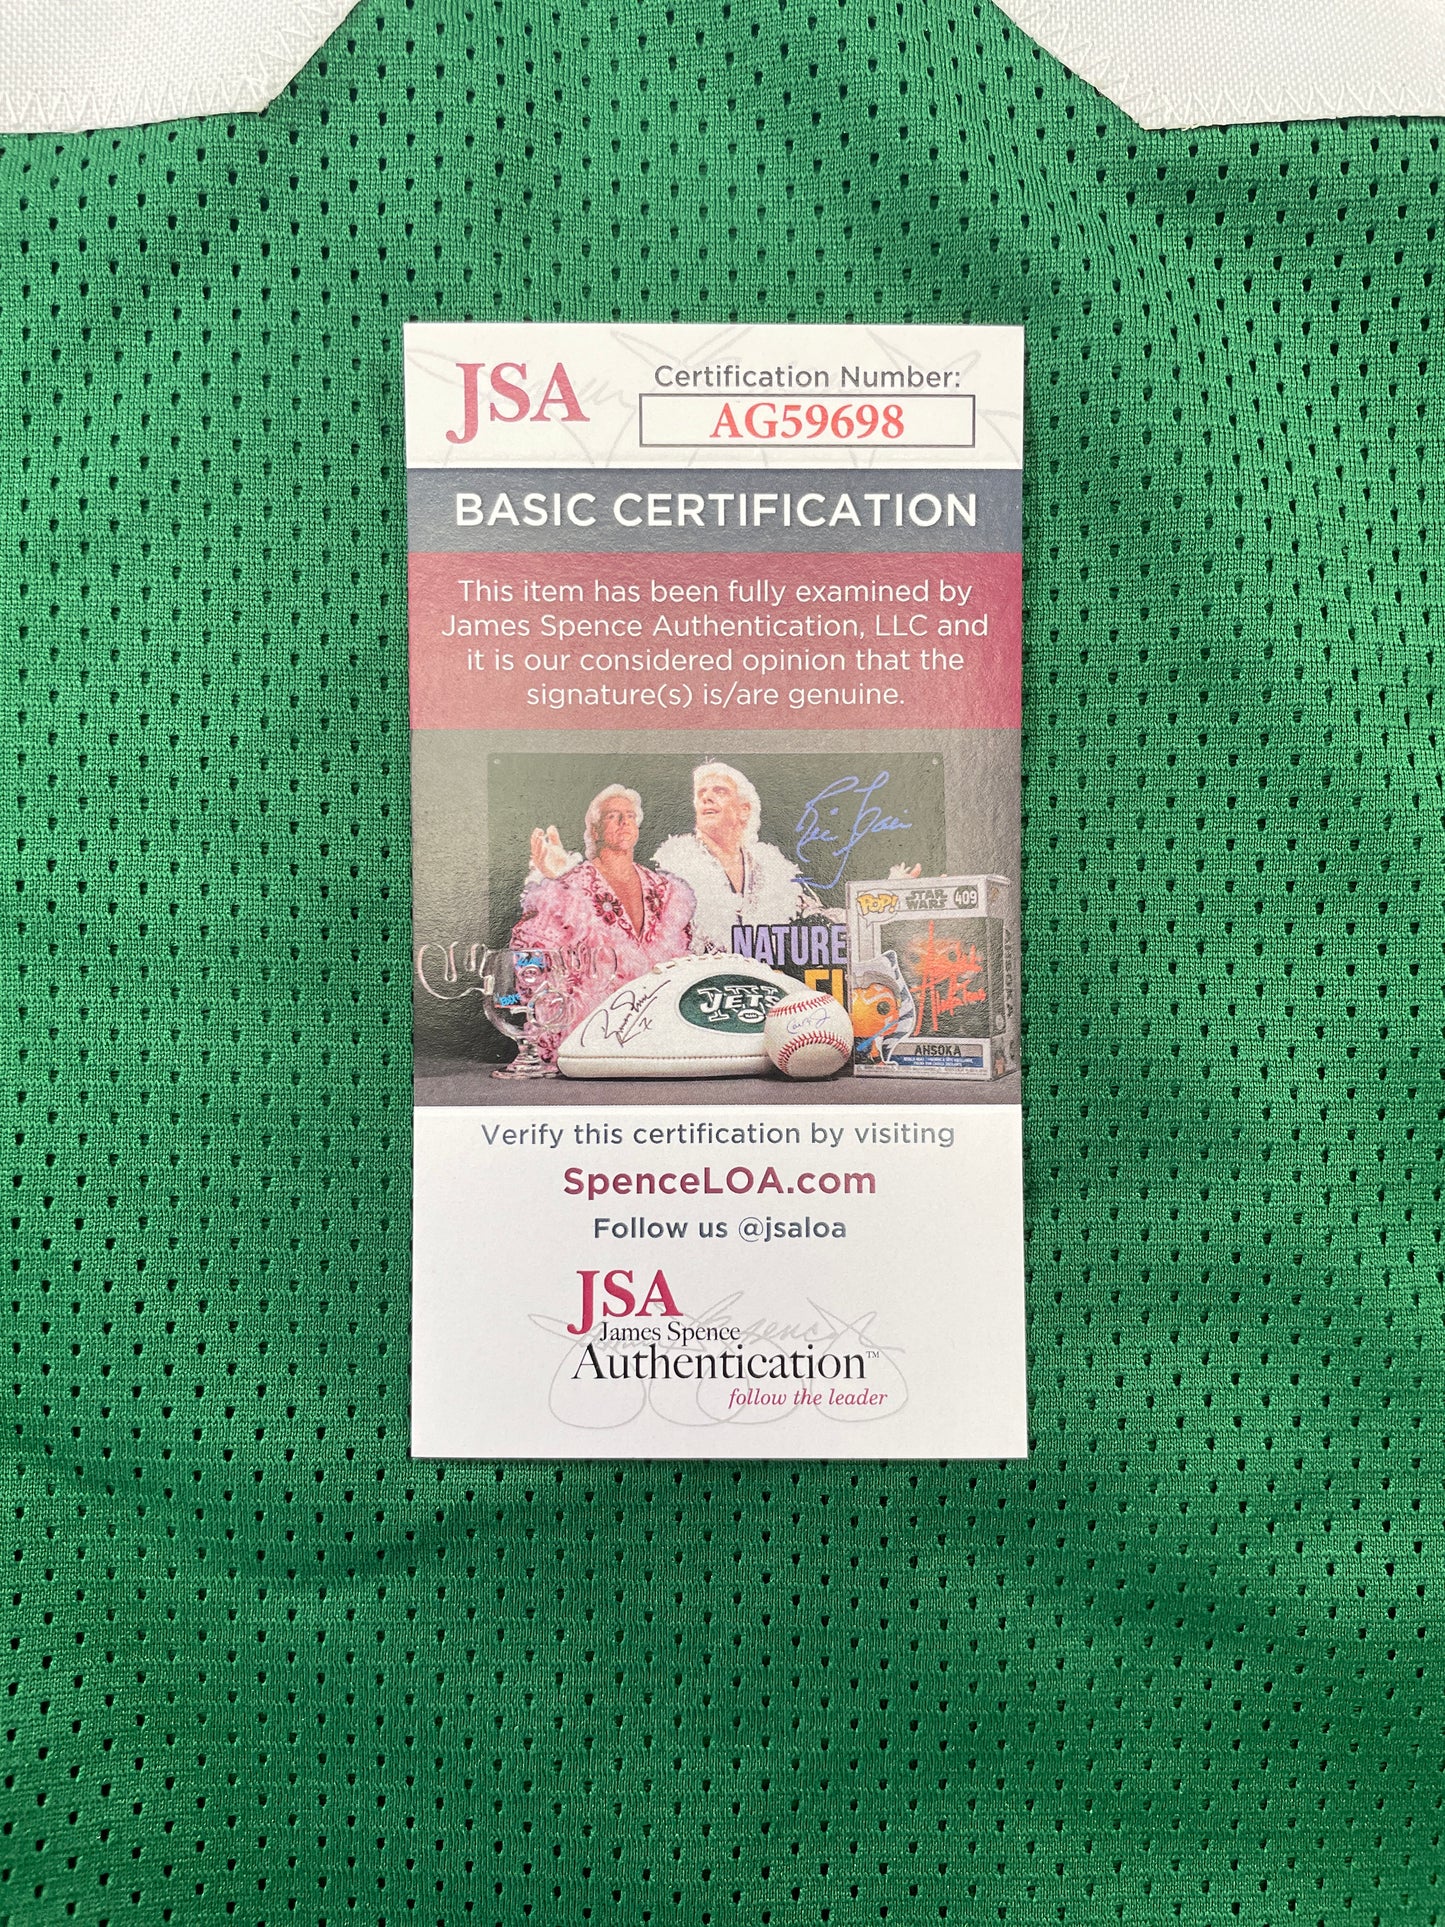 JSA
Certification Number:
AG59698
BASIC CERTIFICATION
This item has been fully examined by
James Spence Authentication, LLC and
it is our considered opinion that the
signature(s) is/are genuine.
NATURE
POP!
STAR
WARS
409
JETS
AHSOKA
Verify this certification by visiting
SpenceLOA.com
Follow us @jsaloa
JSA
James Spence
Authentication™
follow the leader